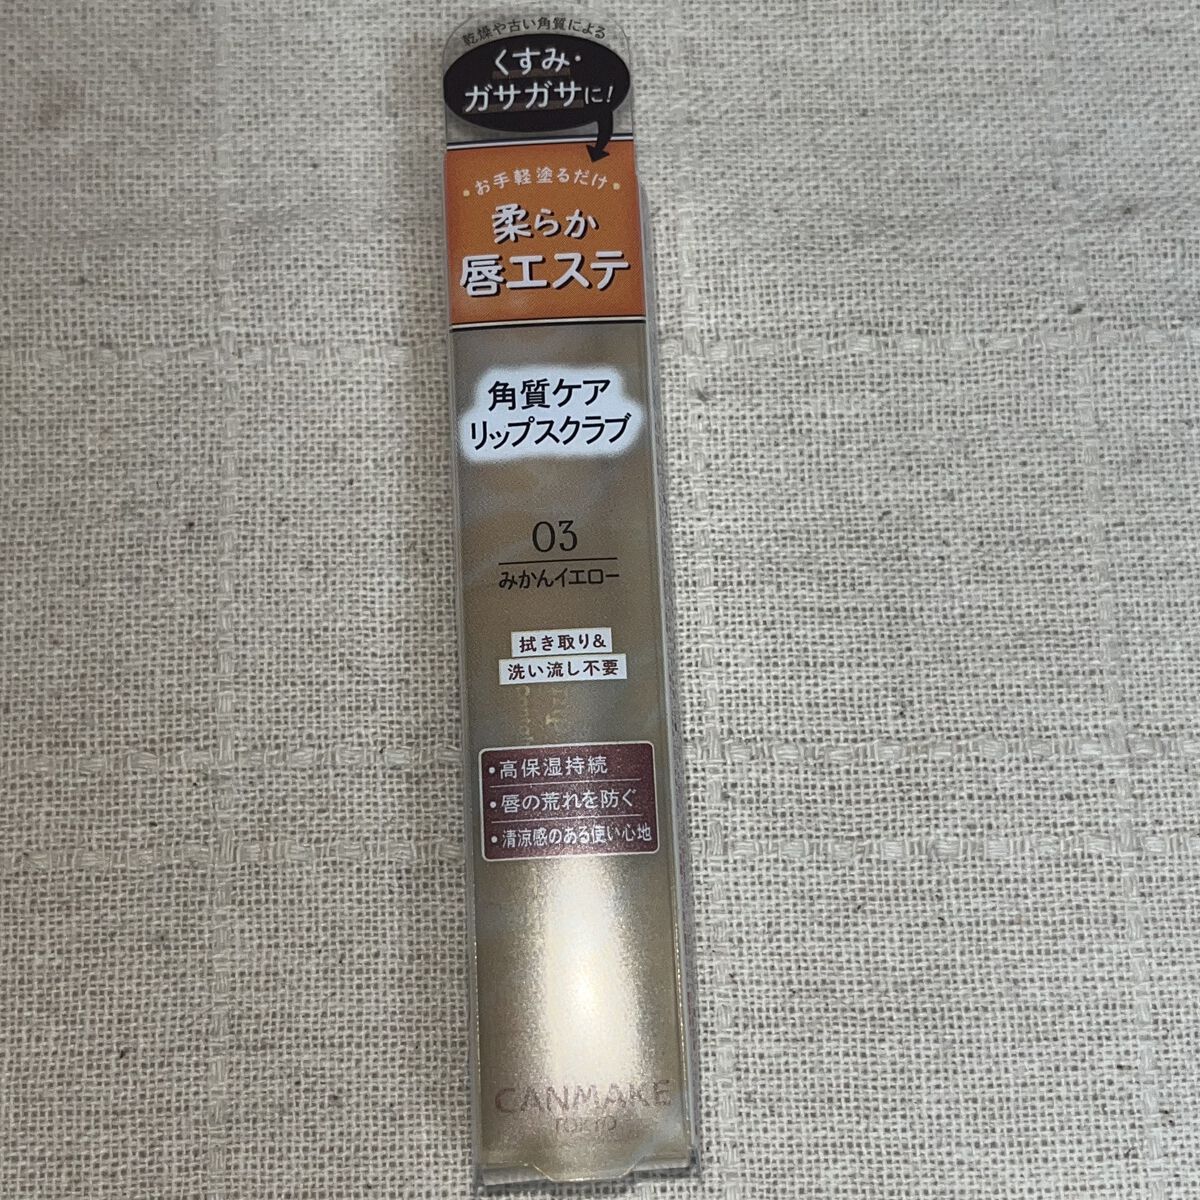 乾燥や古い角質による
くすみ・
ガサガサに!
・お手軽塗るだけ・
柔らか
唇エステ
角質ケア
リップスクラブ
03
みかんイエロー
拭き取り&
洗い流し不要
・高保湿持続
・唇の荒れを防ぐ
・清涼感のある使い心地
CANMAKE
TOKYO